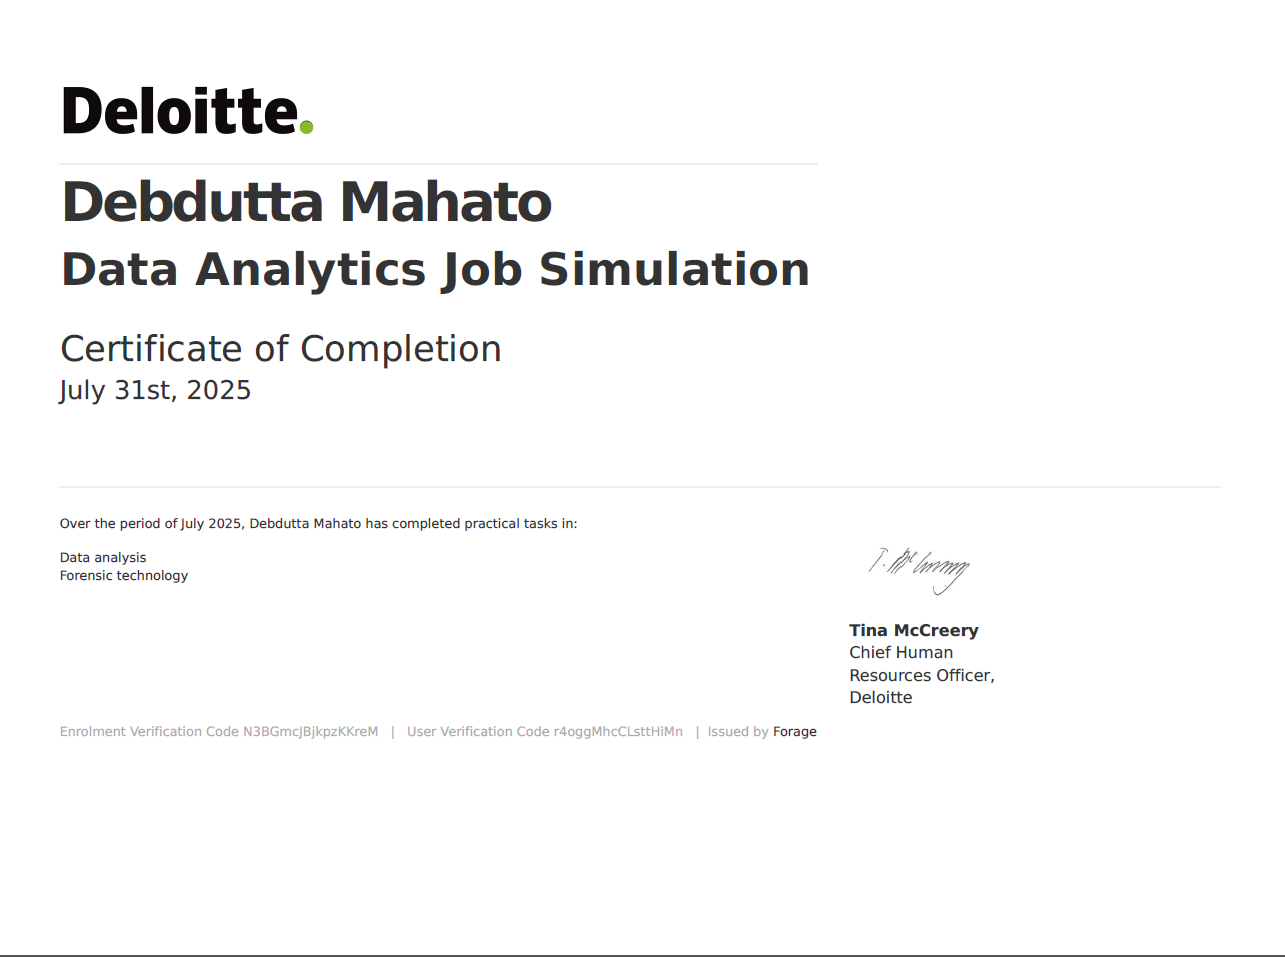 Deloitte.
Debdutta Mahato
Data Analytics Job Simulation
Certificate of Completion
July 31st, 2025
Over the period of July 2025, Debdutta Mahato has completed practical tasks in:
Data analysis
Forensic technology
T. McCreery
Tina McCreery
Chief Human
Resources Officer,
Deloitte
Enrolment Verification Code N3BGmcJBjkpzKKreM | User Verification Code r4oggMhcCLsttHiMn | Issued by Forage